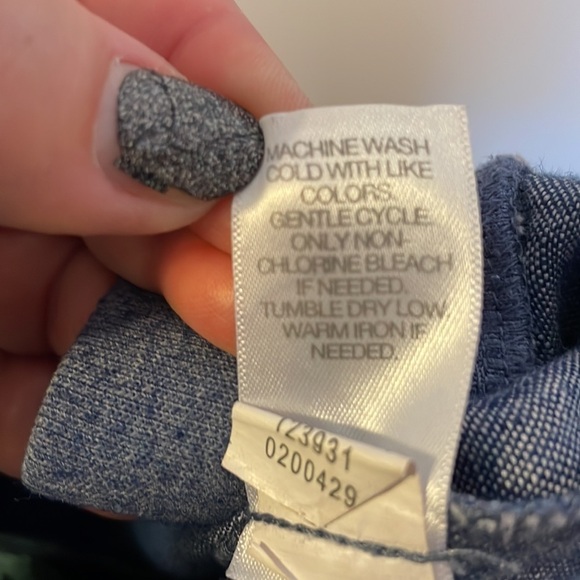 MACHINE WASH
COLD WITH LIKE
COLORS.
GENTLE CYCLE.
ONLY NON-
CHLORINE BLEACH
IF NEEDED.
TUMBLE DRY LOW.
WARM IRON IF
NEEDED.
723931
0200429